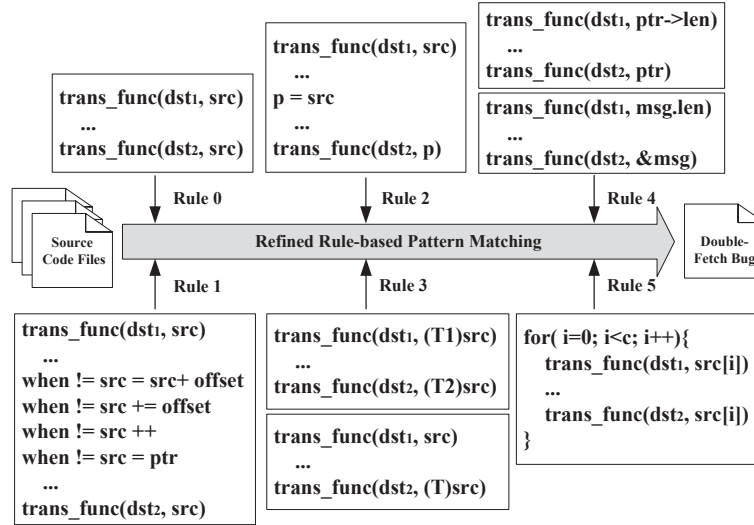 trans_func(dst1, src)
...
trans_func(dst2, src)
trans_func(dst1, src)
...
p = src
...
trans_func(dst2, p)
trans_func(dst1, ptr->len)
...
trans_func(dst2, ptr)
trans_func(dst1, msg.len)
...
trans_func(dst2, &msg)
Rule 0
Rule 2
Rule 4
Source
Code Files
Refined Rule-based Pattern Matching
Double-
Fetch Bug
Rule 1
Rule 3
Rule 5
trans_func(dst1, src)
...
when != src = src+ offset
when != src += offset
when != src ++
when != src = ptr
...
trans_func(dst2, src)
trans_func(dst1, (T1)src)
...
trans_func(dst2, (T2)src)
trans_func(dst1, src)
...
trans_func(dst2, (T)src)
for( i=0; i<c; i++){
trans_func(dst1, src[i])
...
trans_func(dst2, src[i])
}